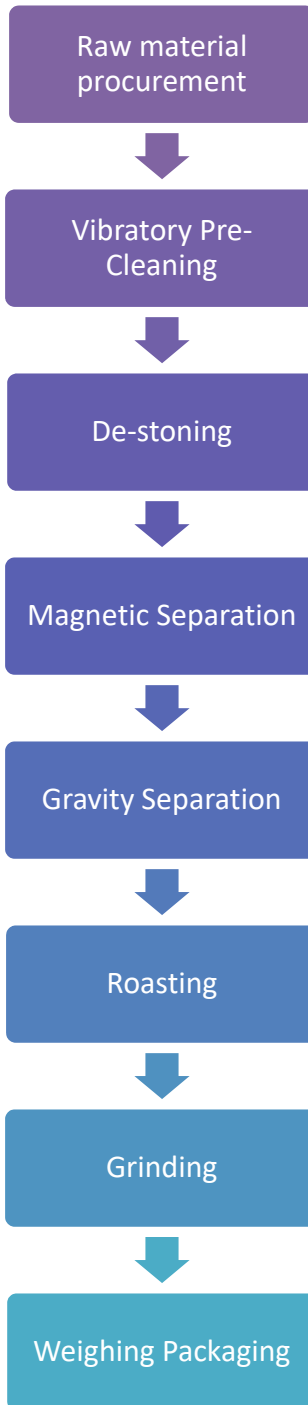 Raw material
procurement
Vibratory Pre-
Cleaning
De-stoning
Magnetic Separation
Gravity Separation
Roasting
Grinding
Weighing Packaging